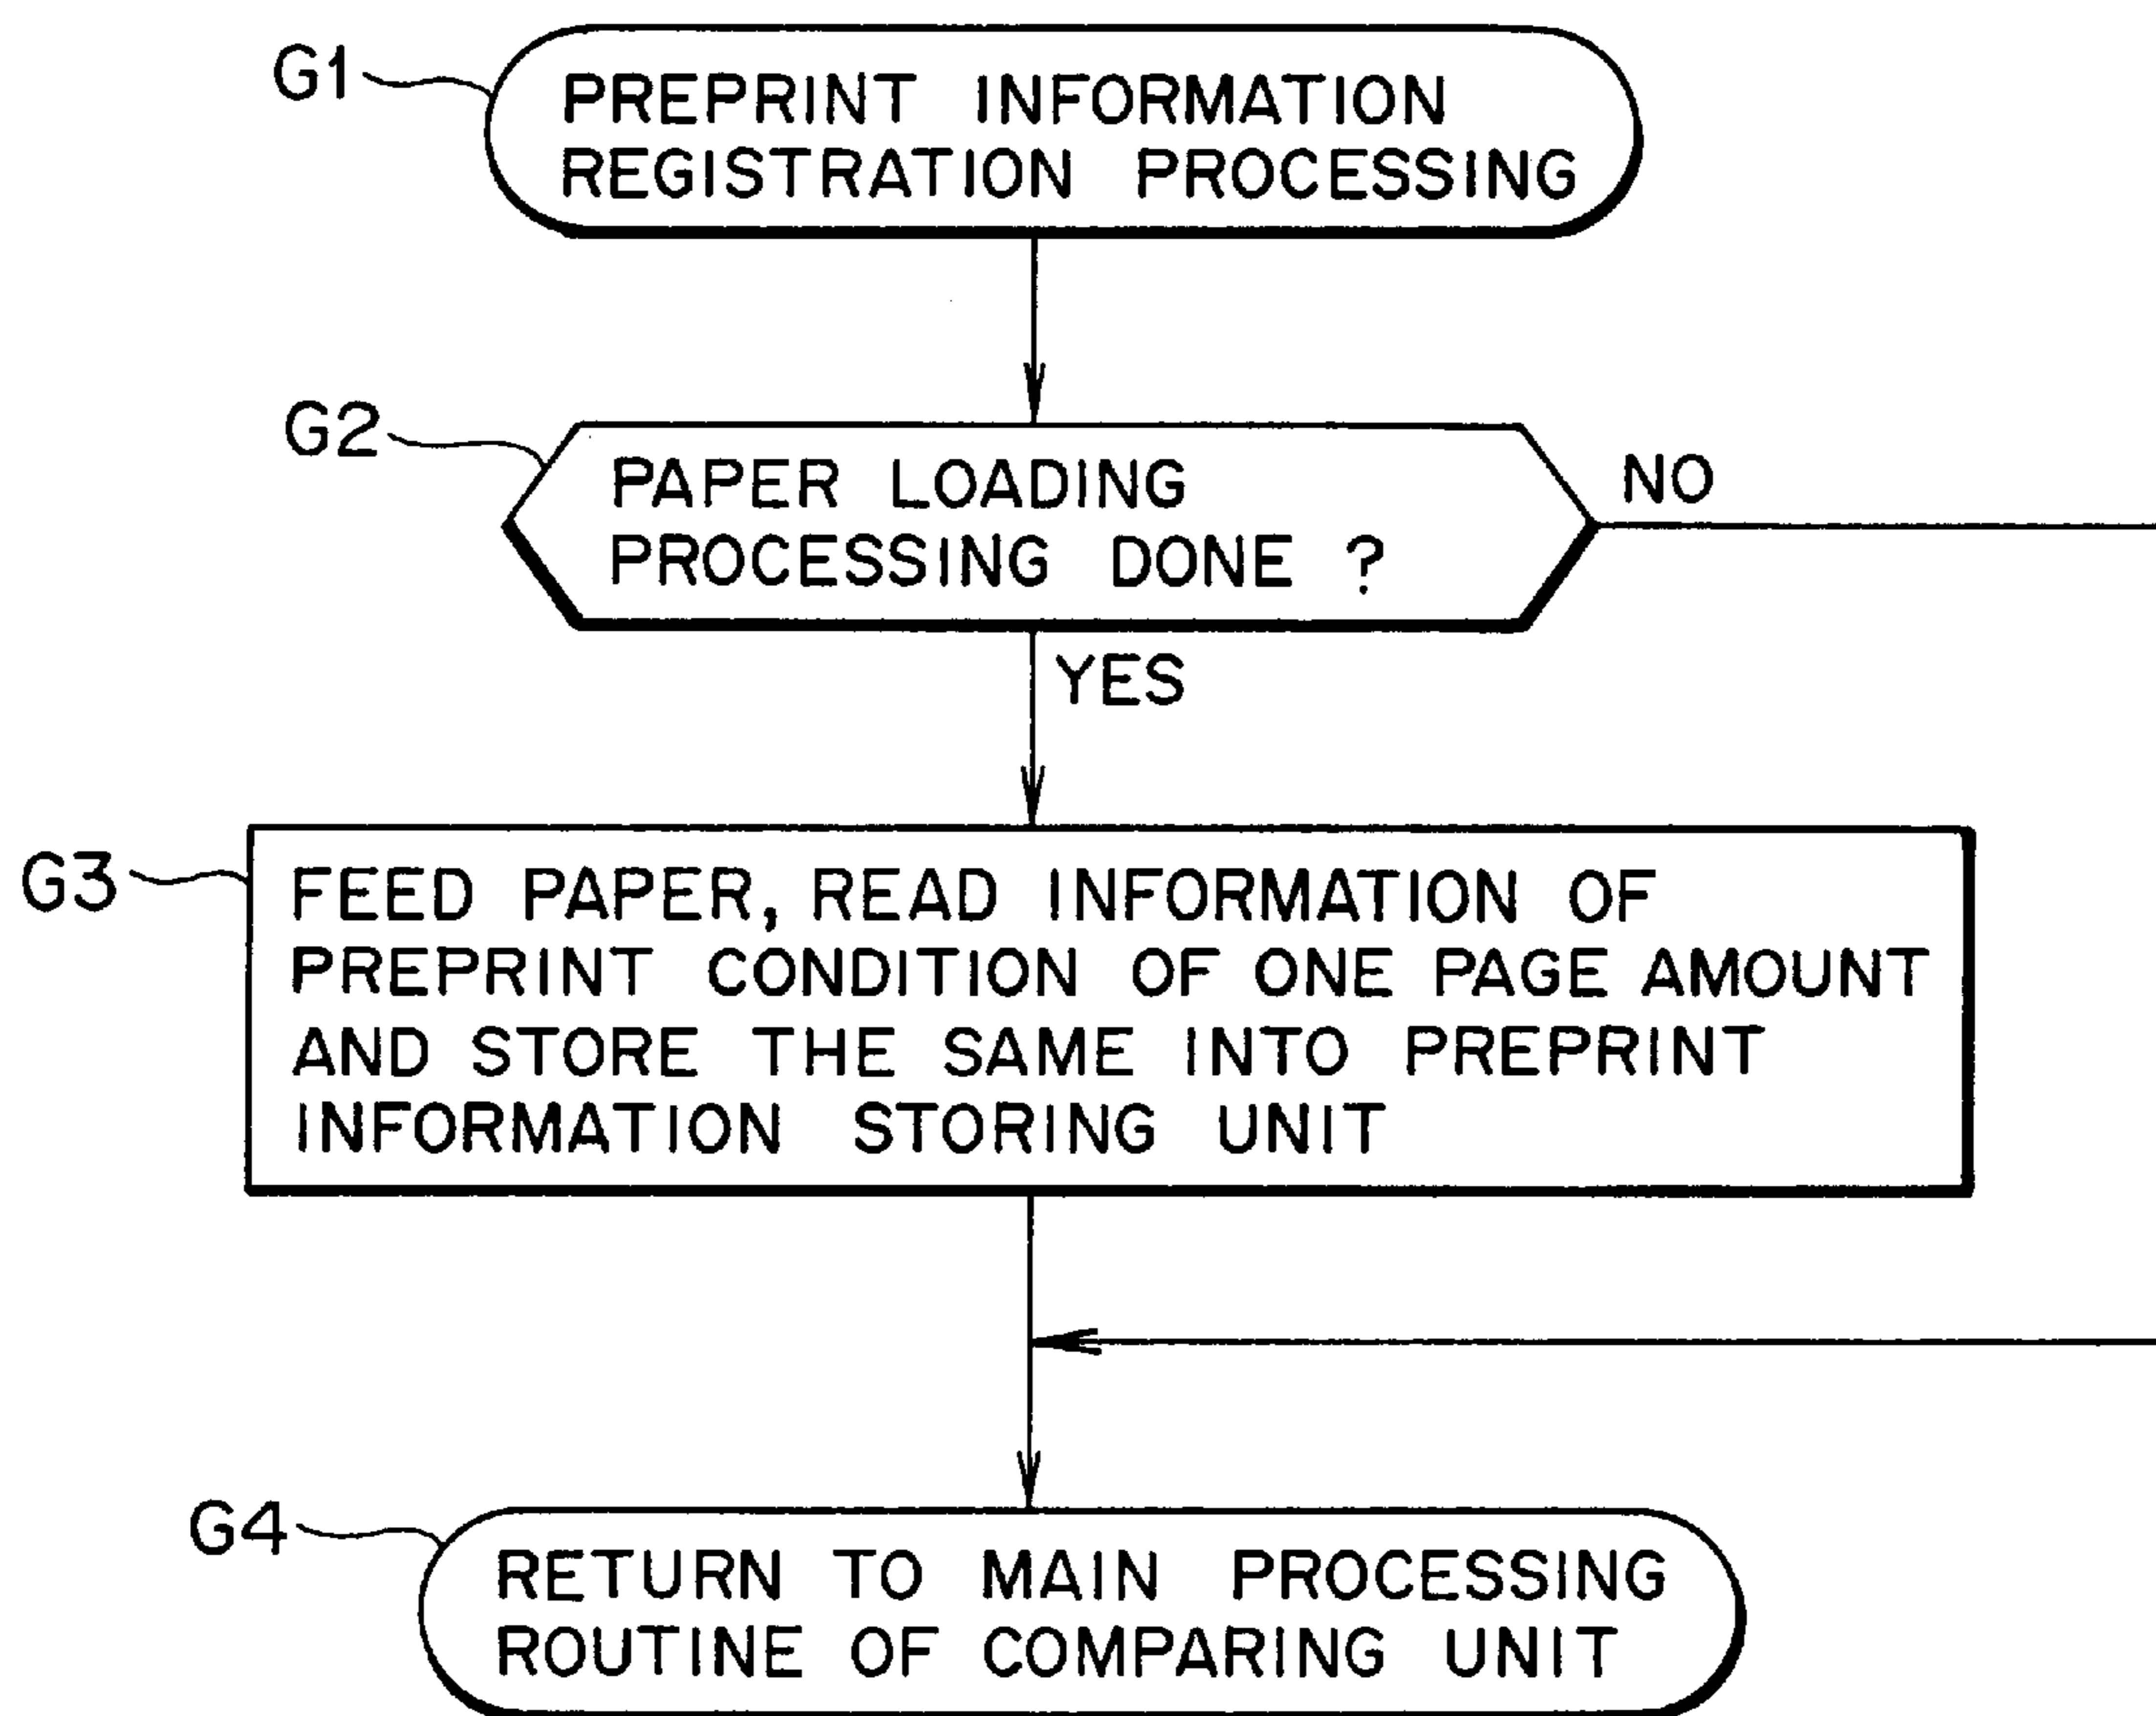 G1
PREPRINT INFORMATION
REGISTRATION PROCESSING
G2
PAPER LOADING
PROCESSING DONE ?
NO
YES
G3
FEED PAPER, READ INFORMATION OF
PREPRINT CONDITION OF ONE PAGE AMOUNT
AND STORE THE SAME INTO PREPRINT
INFORMATION STORING UNIT
G4
RETURN TO MAIN PROCESSING
ROUTINE OF COMPARING UNIT